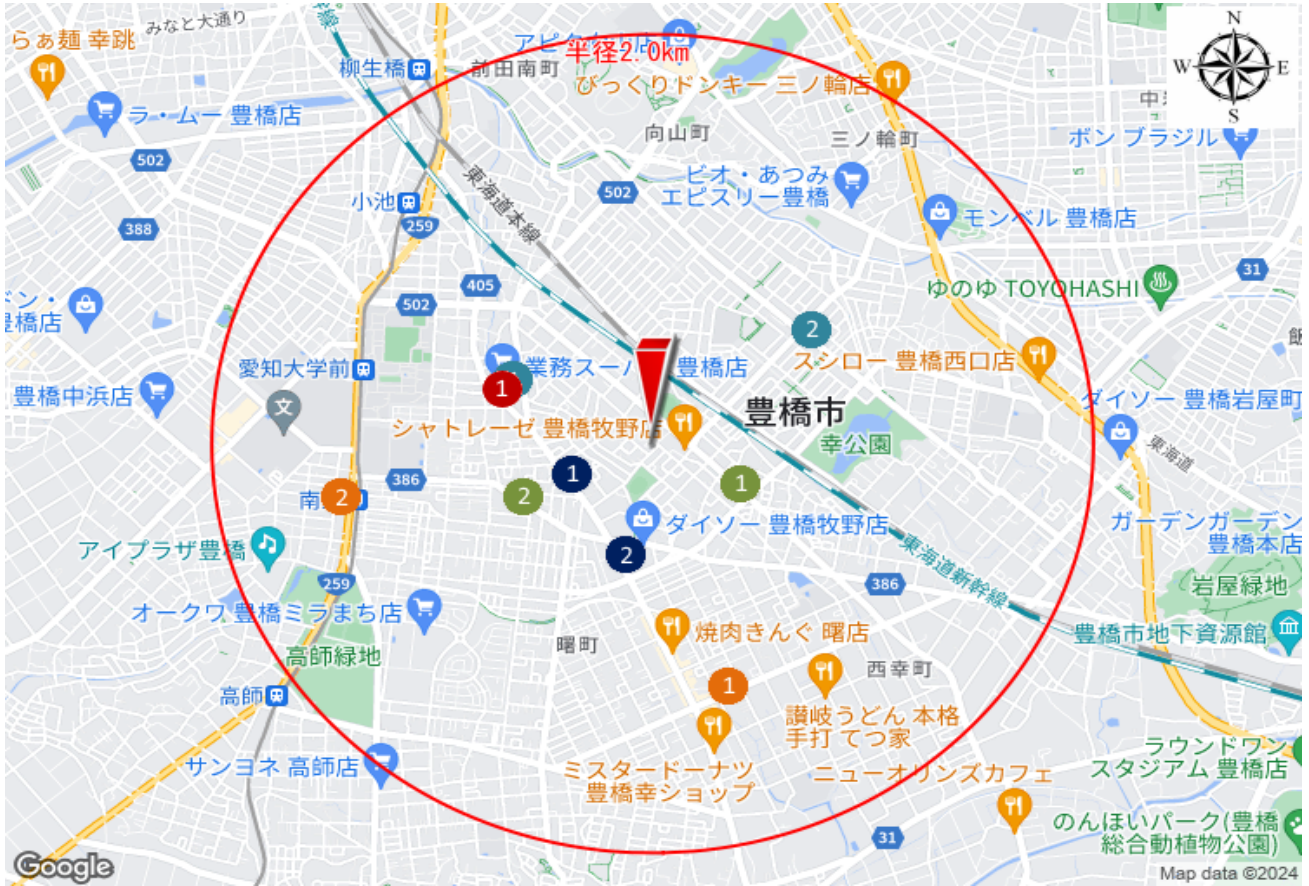 みなと大通り
らぁ麺 幸跳
半径2.0km
柳生橋
前田南町
びっくりドンキー 三ノ輪店
N
W
E
S
ラ・ムー 豊橋店
向山町
三ノ輪町
ボン ブラジル
502
東海道本線
502
ビオ・あつみ
エピスリー豊橋
小池
259
388
モンベル 豊橋店
405
31
502
ゆのゆ TOYOHASHI
豊橋店
2
愛知大学前
業務スーパー 豊橋店
スシロー 豊橋西口店
1
豊橋中浜店
文
ダイソー 豊橋岩屋町
シャトレーゼ 豊橋牧野店
豊橋市
幸公園
東海道
386
1
2
2
1
ダイソー 豊橋牧野店
ガーデンガーデン
豊橋本店
アイプラザ豊橋
2
東海道新幹線
259
386
岩屋緑地
オークワ 豊橋ミラまち店
焼肉きんぐ 曙店
豊橋市地下資源館
曙町
高師緑地
西幸町
高師
1
讃岐うどん 本格
手打 てつ家
サンヨネ 高師店
ミスタードーナツ
豊橋幸ショップ
ニューオリンズカフェ
ラウンドワン
スタジアム 豊橋店
31
のんほいパーク(豊橋
総合動植物公園)
Google
Map data ©2024